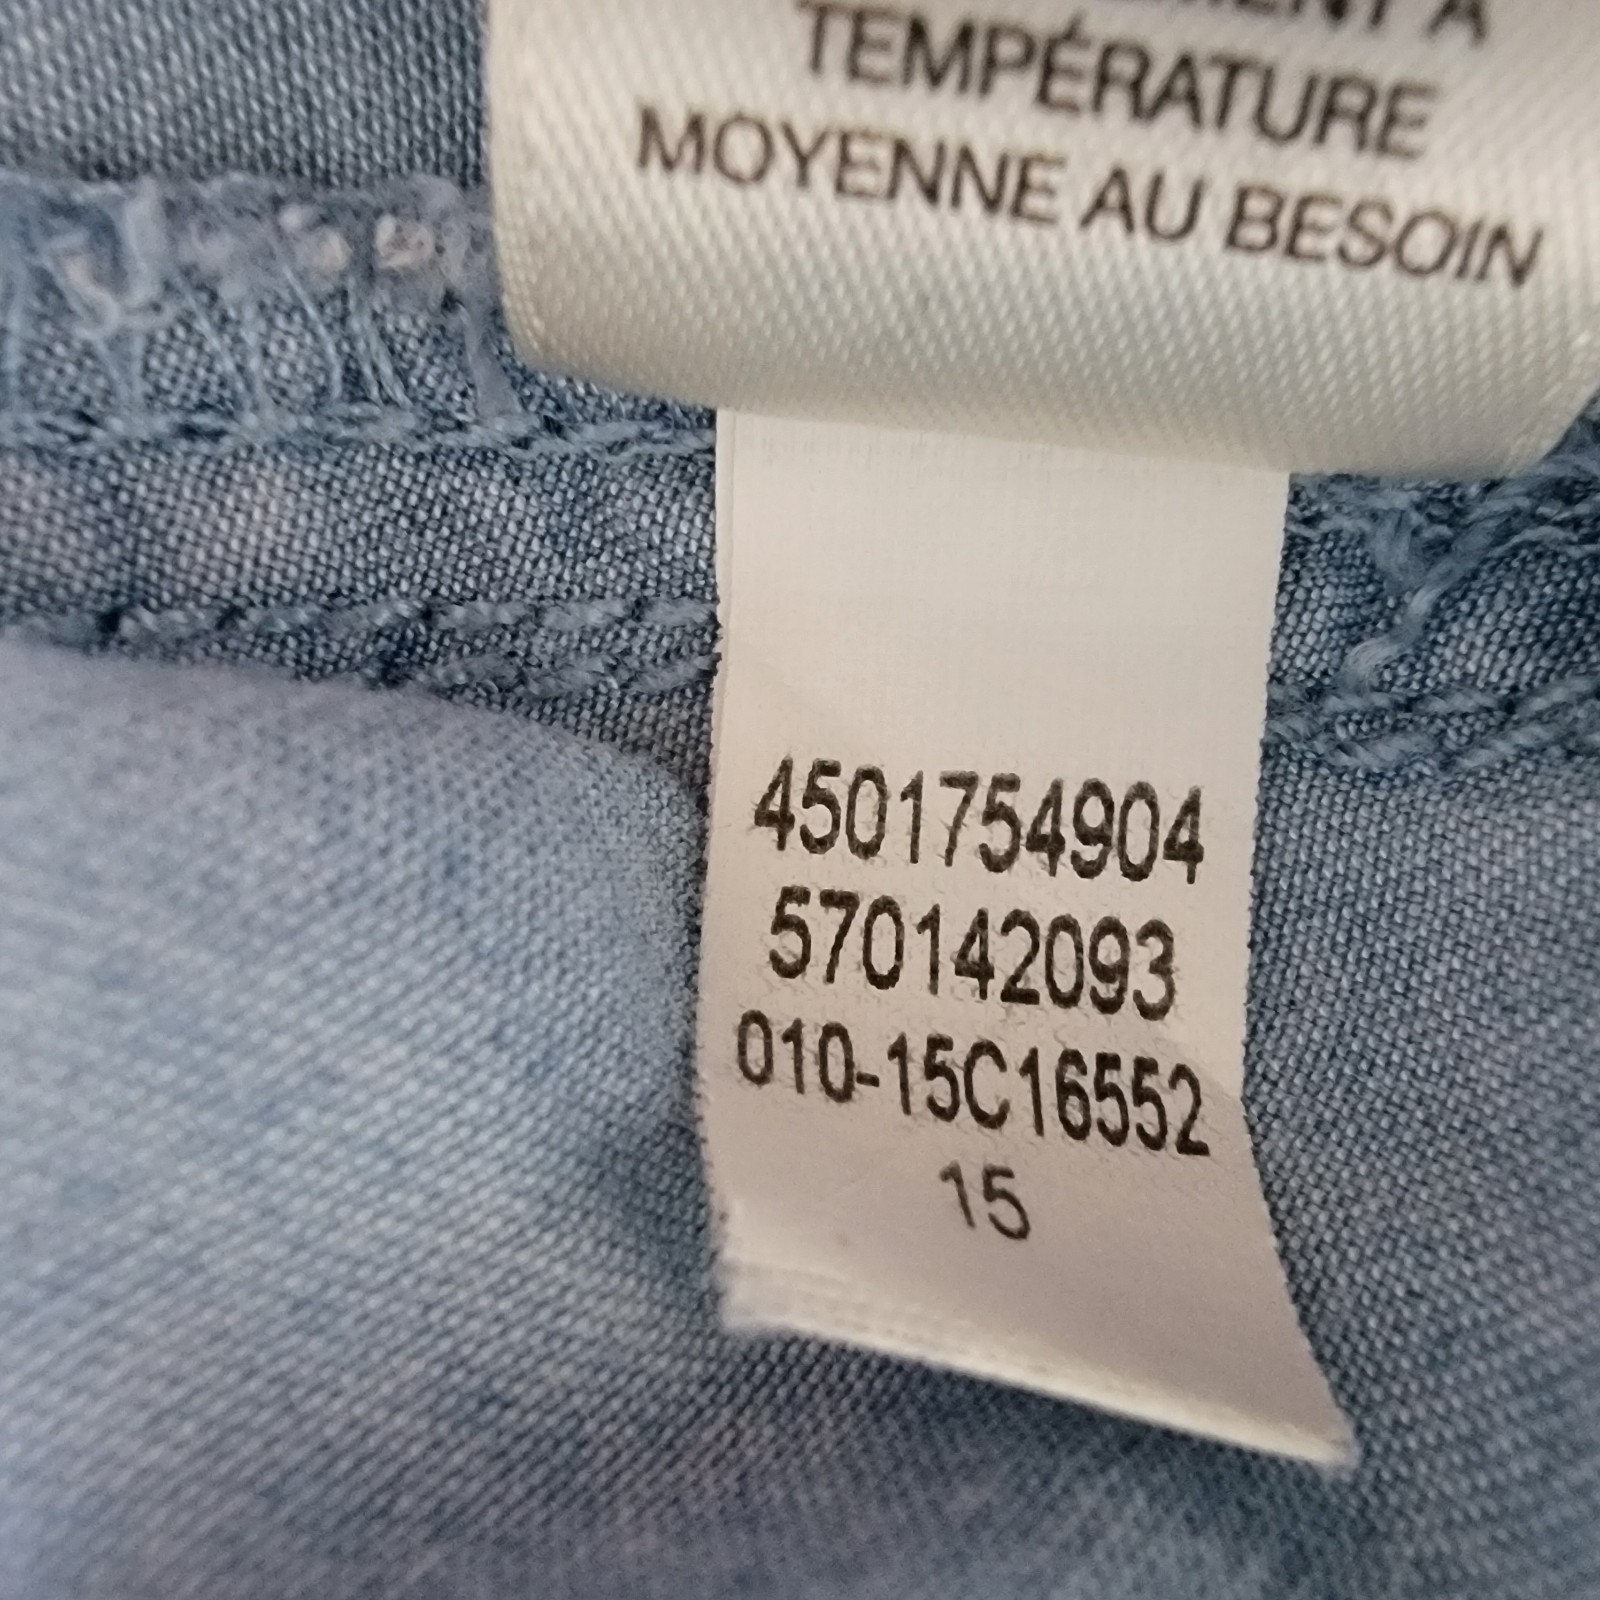 TEMPÉRATURE
MOYENNE AU BESOIN
4501754904
570142093
010-15C16552
15